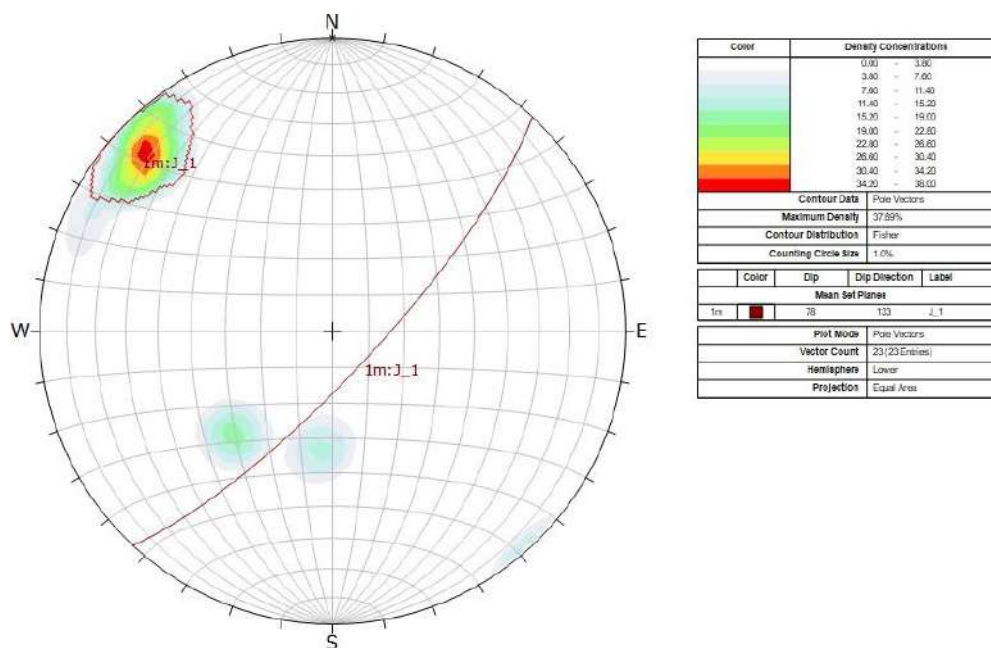 N
W
E
S
1m:J_1
1m:J_1
Color Density Concentrations
0.00 - 3.80
3.80 - 7.60
7.60 - 11.40
11.40 - 15.20
15.20 - 19.00
19.00 - 22.80
22.80 - 26.60
26.60 - 30.40
30.40 - 34.20
34.20 - 38.00
Contour Data Pole Vectors
Maximum Density 37.89%
Contour Distribution Fisher
Counting Circle Size 1.0%
Color Dip Dip Direction Label
Mean Set Planes
1m 78 133 J_1
Plot Mode Pole Vectors
Vector Count 23 (23 Entries)
Hemisphere Lower
Projection Equal Area